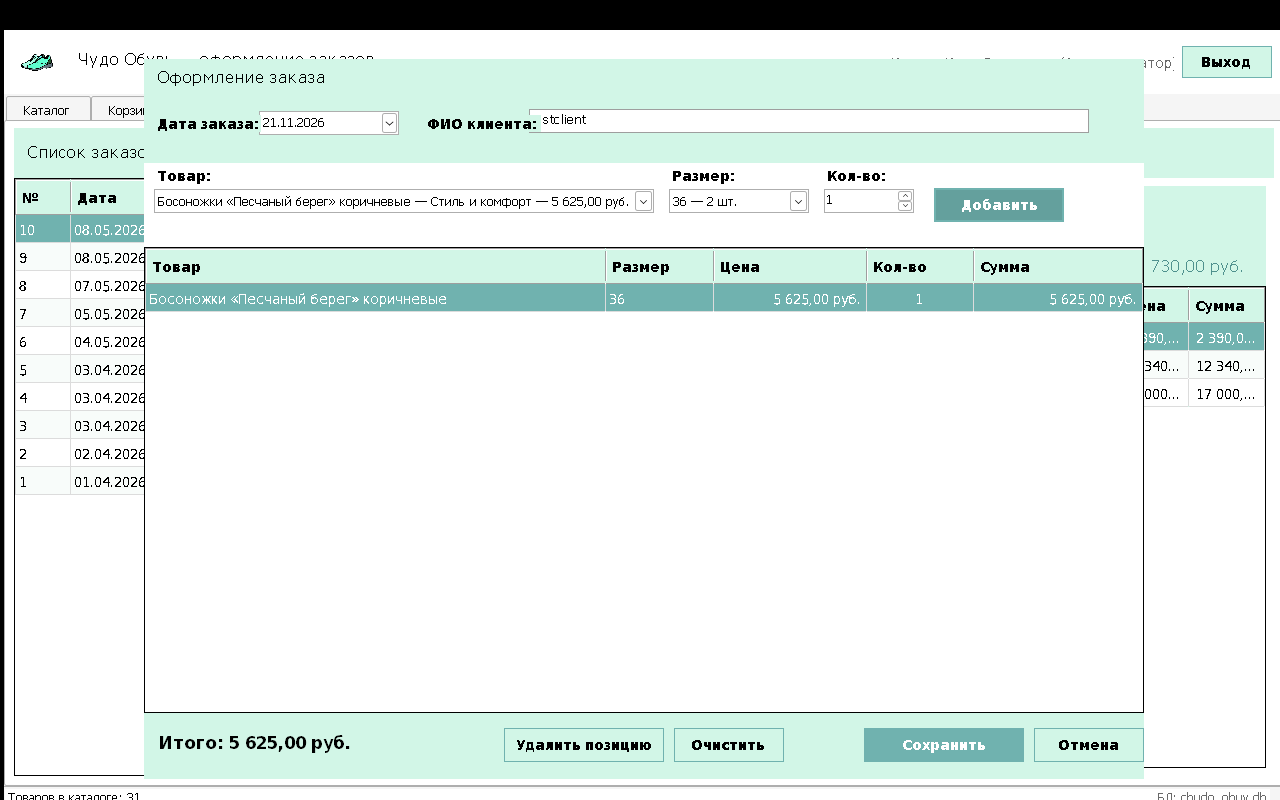 Чудо
Выход
Каталог
Список
Оформление заказа
Дата заказа: 21.11.2026
ФИО клиента: stclient
Товар: Размер: Кол-во:
Босоножки «Песчаный берег» коричневые — Стиль и комфорт — 5 625,00 руб. 36 — 2 шт. 1 Добавить
Товар Размер Цена Кол-во Сумма
Босоножки «Песчаный берег» коричневые 36 5 625,00 руб. 1 5 625,00 руб.
Итого: 5 625,00 руб. Удалить позицию Очистить Сохранить Отмена
№ Дата
10 08.05.2026
9 08.05.2026
8 07.05.2026
7 05.05.2026
6 04.05.2026
5 03.04.2026
4 03.04.2026
3 03.04.2026
2 02.04.2026
1 01.04.2026
730,00 руб.
Сумма
2 390,0...
12 340,...
17 000,...
Товаров в каталоге: 31
БД: chudo_obuv.db